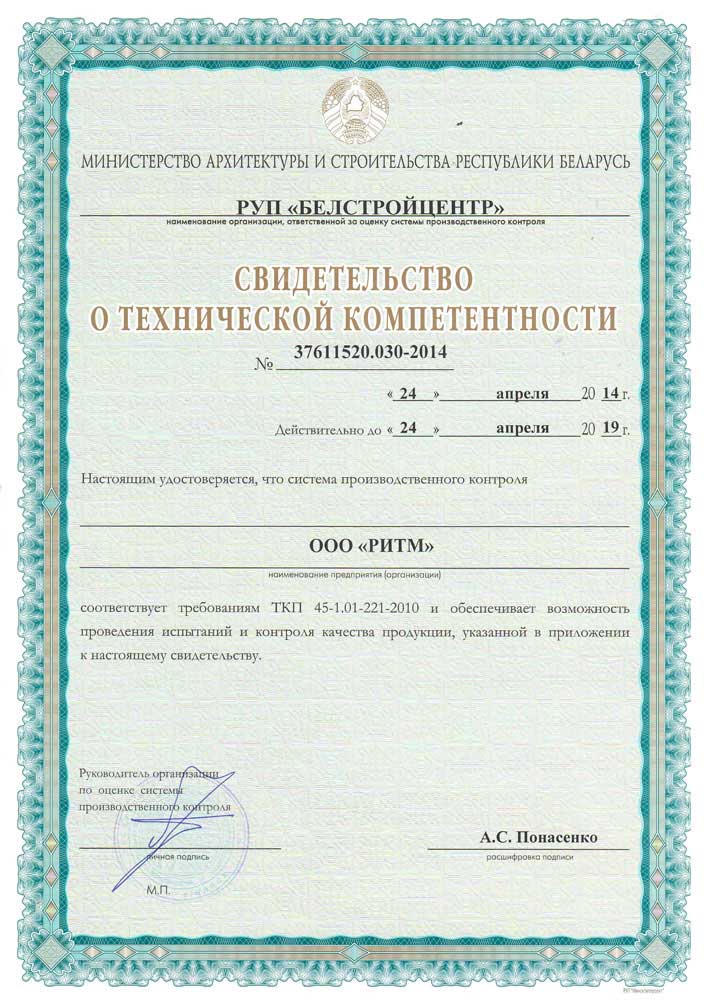 МИНИСТЕРСТВО АРХИТЕКТУРЫ И СТРОИТЕЛЬСТВА РЕСПУБЛИКИ БЕЛАРУСЬ
РУП «БЕЛСТРОЙЦЕНТР»
наименование организации, ответственной за оценку системы производственного контроля
СВИДЕТЕЛЬСТВО
О ТЕХНИЧЕСКОЙ КОМПЕТЕНТНОСТИ
№ 37611520.030-2014
« 24 » апреля 20 14 г.
Действительно до « 24 » апреля 20 19 г.
Настоящим удостоверяется, что система производственного контроля
ООО «РИТМ»
наименование предприятия (организации)
соответствует требованиям ТКП 45-1.01-221-2010 и обеспечивает возможность
проведения испытаний и контроля качества продукции, указанной в приложении
к настоящему свидетельству.
Руководитель организации
по оценке системы
производственного контроля
А.С. Понасенко
личная подпись
расшифровка подписи
М.П.